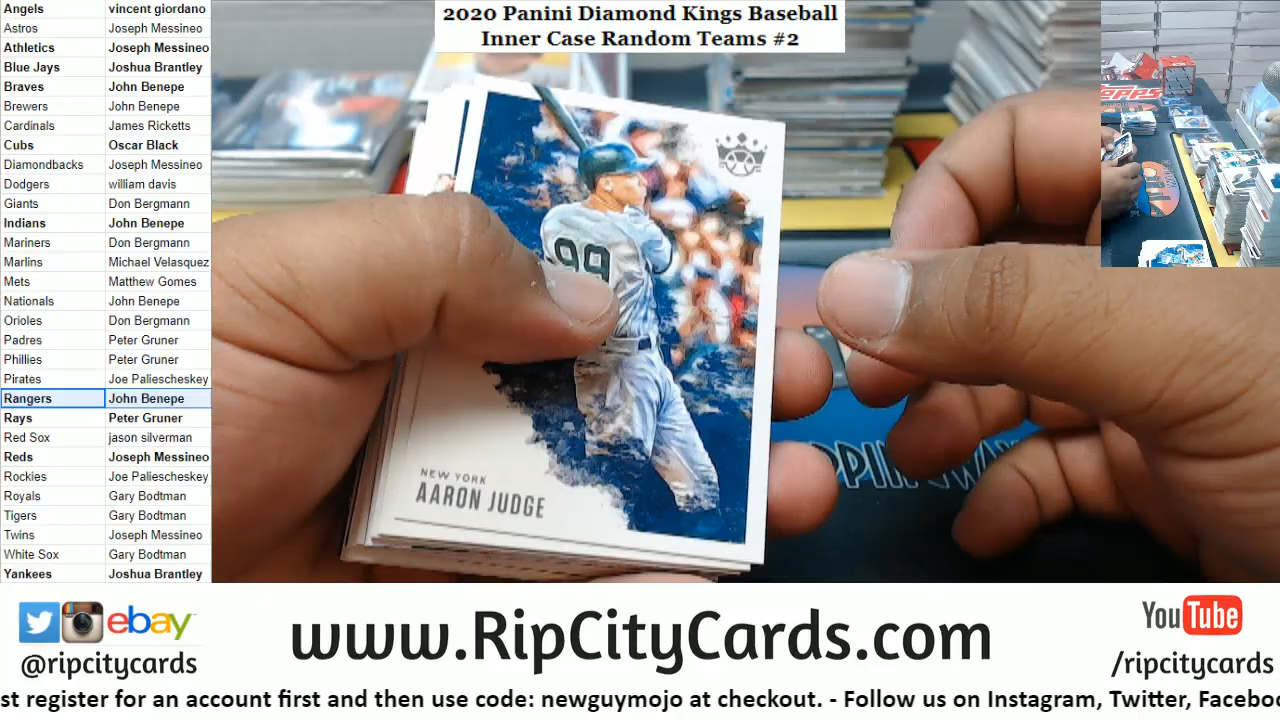 2020 Panini Diamond Kings Baseball
Inner Case Random Teams #2
Angels vincent giordano
Astros Joseph Messineo
Athletics Joseph Messineo
Blue Jays Joshua Brantley
Braves John Benepe
Brewers John Benepe
Cardinals James Ricketts
Cubs Oscar Black
Diamondbacks Joseph Messineo
Dodgers william davis
Giants Don Bergmann
Indians John Benepe
Mariners Don Bergmann
Marlins Michael Velasquez
Mets Matthew Gomes
Nationals John Benepe
Orioles Don Bergmann
Padres Peter Gruner
Phillies Peter Gruner
Pirates Joe Paliescheskey
Rangers John Benepe
Rays Peter Gruner
Red Sox jason silverman
Reds Joseph Messineo
Rockies Joe Paliescheskey
Royals Gary Bodtman
Tigers Gary Bodtman
Twins Joseph Messineo
White Sox Gary Bodtman
Yankees Joshua Brantley
99
NEW YORK
AARON JUDGE
TOPPS
ebay
@ripcitycards
www.RipCityCards.com
YouTube
/ripcitycards
st register for an account first and then use code: newguymojo at checkout. - Follow us on Instagram, Twitter, Facebo